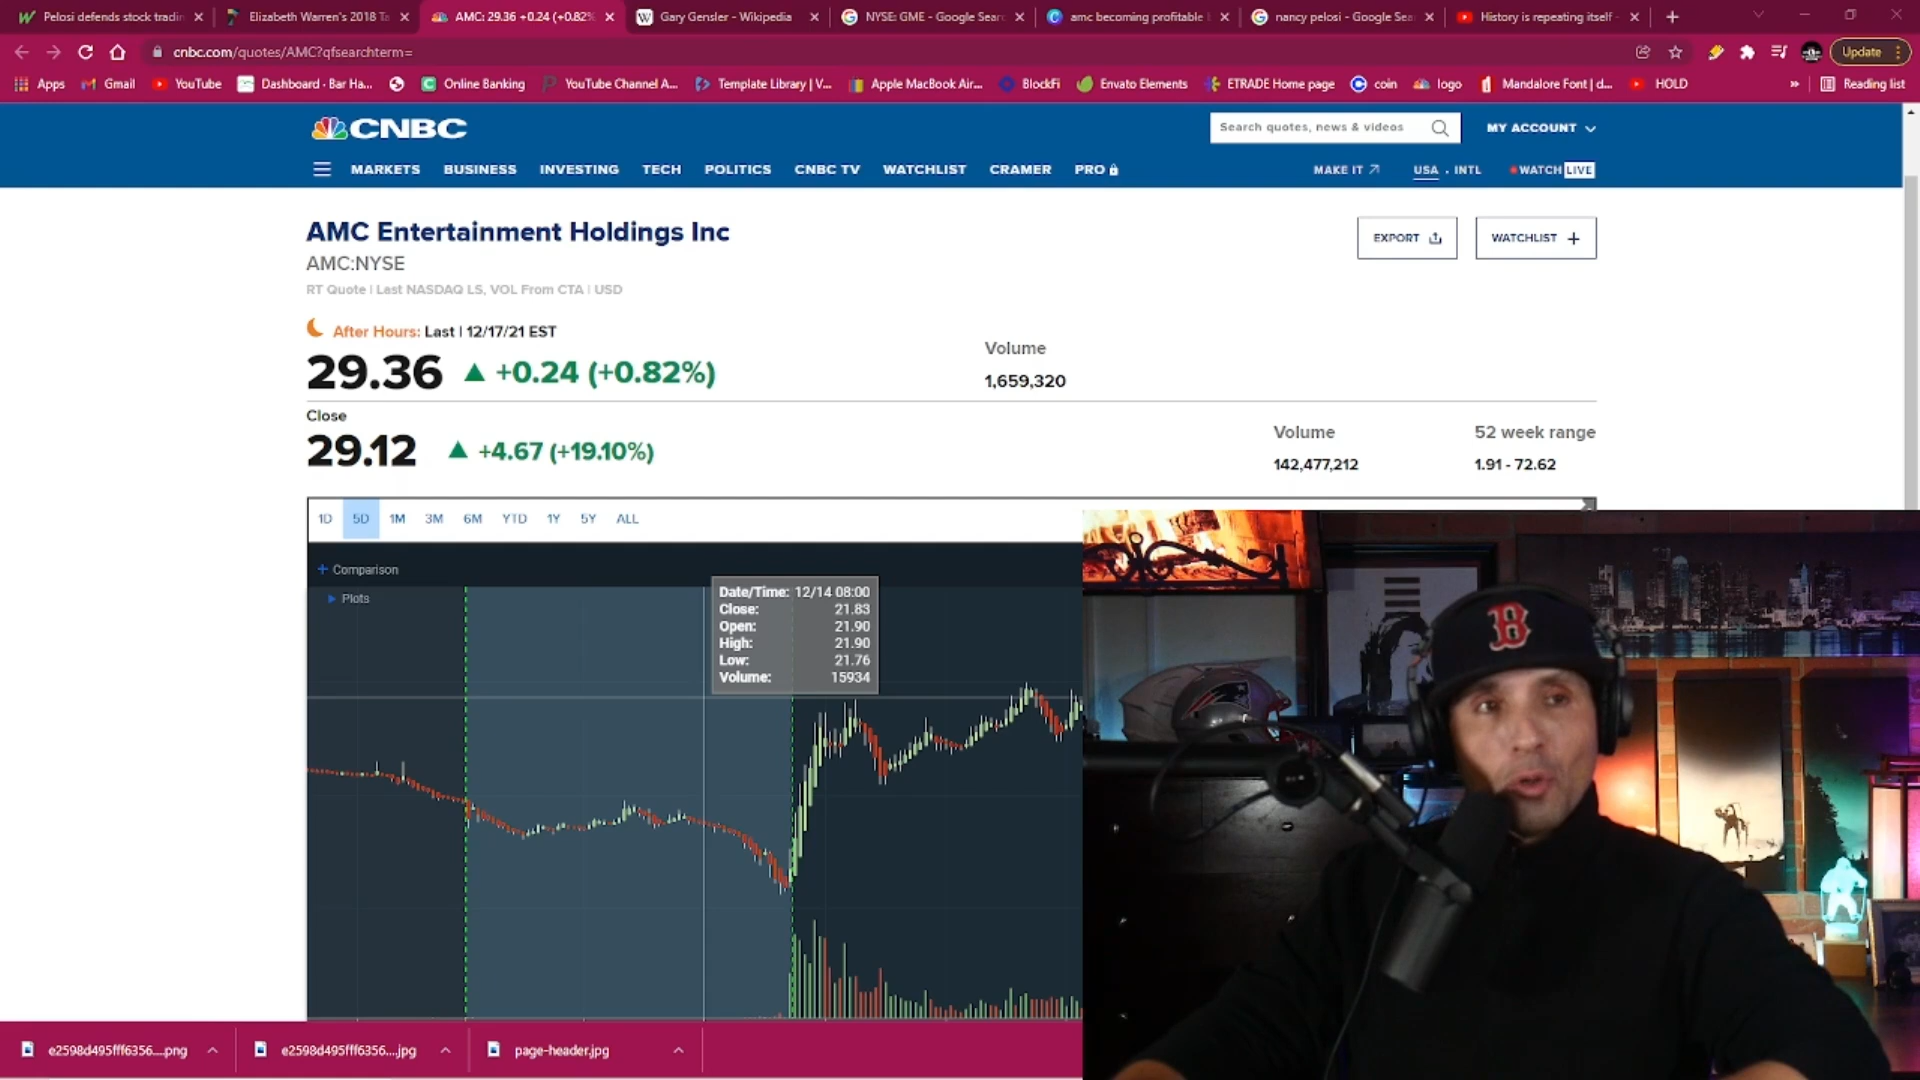 Pelosi defends stock tradin
Elizabeth Warren's 2018 Ta
AMC: 29.36 +0.24 (+0.82%
Gary Gensler - Wikipedia
NYSE: GME - Google Searc
amc becoming profitable
nancy pelosi - Google Sea
History is repeating itself -
cnbc.com/quotes/AMC?qfsearchterm=
Update
Apps
Gmail
YouTube
Dashboard - Bar Ha...
Online Banking
YouTube Channel A...
Template Library | V...
Apple MacBook Air...
BlockFi
Envato Elements
ETRADE Home page
coin
logo
Mandalore Font | d...
HOLD
»
Reading list
CNBC
Search quotes, news & videos
MY ACCOUNT
MARKETS
BUSINESS
INVESTING
TECH
POLITICS
CNBC TV
WATCHLIST
CRAMER
PRO
MAKE IT
USA • INTL
WATCH LIVE
AMC Entertainment Holdings Inc
AMC:NYSE
RT Quote | Last NASDAQ LS, VOL From CTA | USD
EXPORT
WATCHLIST +
After Hours: Last | 12/17/21 EST
29.36 +0.24 (+0.82%)
Volume
1,659,320
Close
29.12 +4.67 (+19.10%)
Volume
142,477,212
52 week range
1.91 - 72.62
1D 5D 1M 3M 6M YTD 1Y 5Y ALL
+ Comparison
Plots
Date/Time: 12/14 08:00
Close: 21.83
Open: 21.90
High: 21.90
Low: 21.76
Volume: 15934
B
e2598d495fff6356....png
e2598d495fff6356....jpg
page-header.jpg